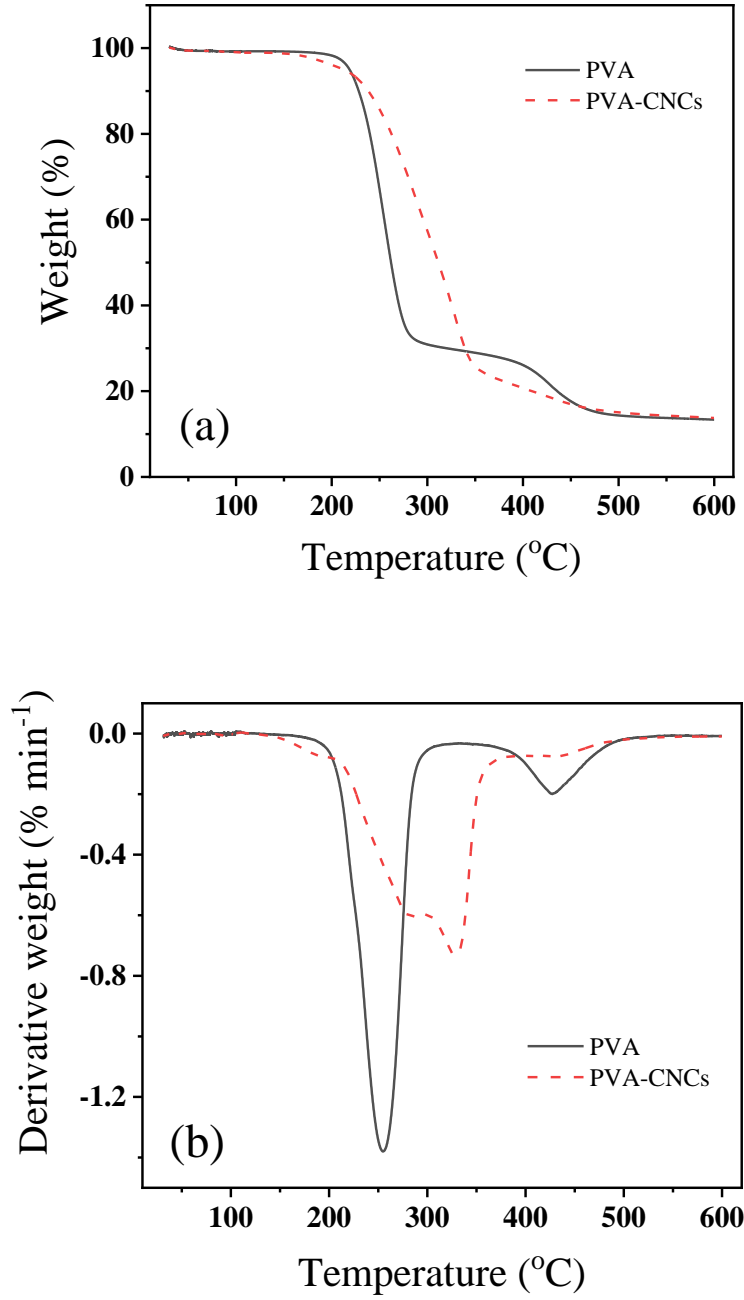 100
80
60
40
20
0
Weight (%)
PVA
PVA-CNCs
(a)
100 200 300 400 500 600
Temperature (°C)
0.0
-0.4
-0.8
-1.2
Derivative weight (% min⁻¹)
PVA
PVA-CNCs
(b)
100 200 300 400 500 600
Temperature (°C)